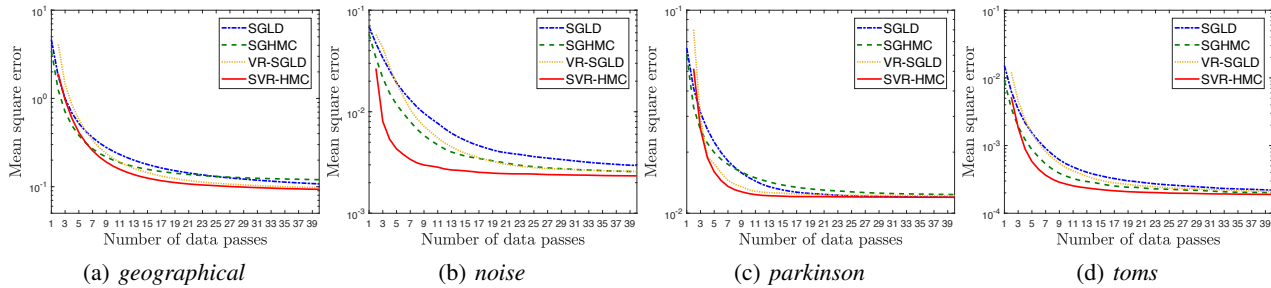 Mean square error
10^1
10^0
10^-1
SGLD
SGHMC
VR-SGLD
SVR-HMC
1 3 5 7 9 11 13 15 17 19 21 23 25 27 29 31 33 35 37 39
Number of data passes
(a) geographical
Mean square error
10^-1
10^-2
10^-3
SGLD
SGHMC
VR-SGLD
SVR-HMC
1 3 5 7 9 11 13 15 17 19 21 23 25 27 29 31 33 35 37 39
Number of data passes
(b) noise
Mean square error
10^-2
SGLD
SGHMC
VR-SGLD
SVR-HMC
1 3 5 7 9 11 13 15 17 19 21 23 25 27 29 31 33 35 37 39
Number of data passes
(c) parkinson
Mean square error
10^-1
10^-2
10^-3
10^-4
SGLD
SGHMC
VR-SGLD
SVR-HMC
1 3 5 7 9 11 13 15 17 19 21 23 25 27 29 31 33 35 37 39
Number of data passes
(d) toms